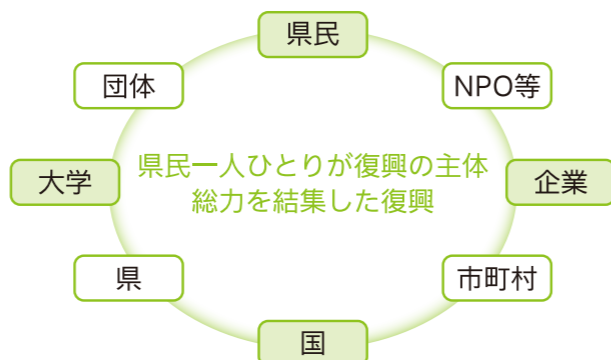 県民
団体
NPO等
県民一人ひとりが復興の主体
総力を結集した復興
大学
企業
県
市町村
国